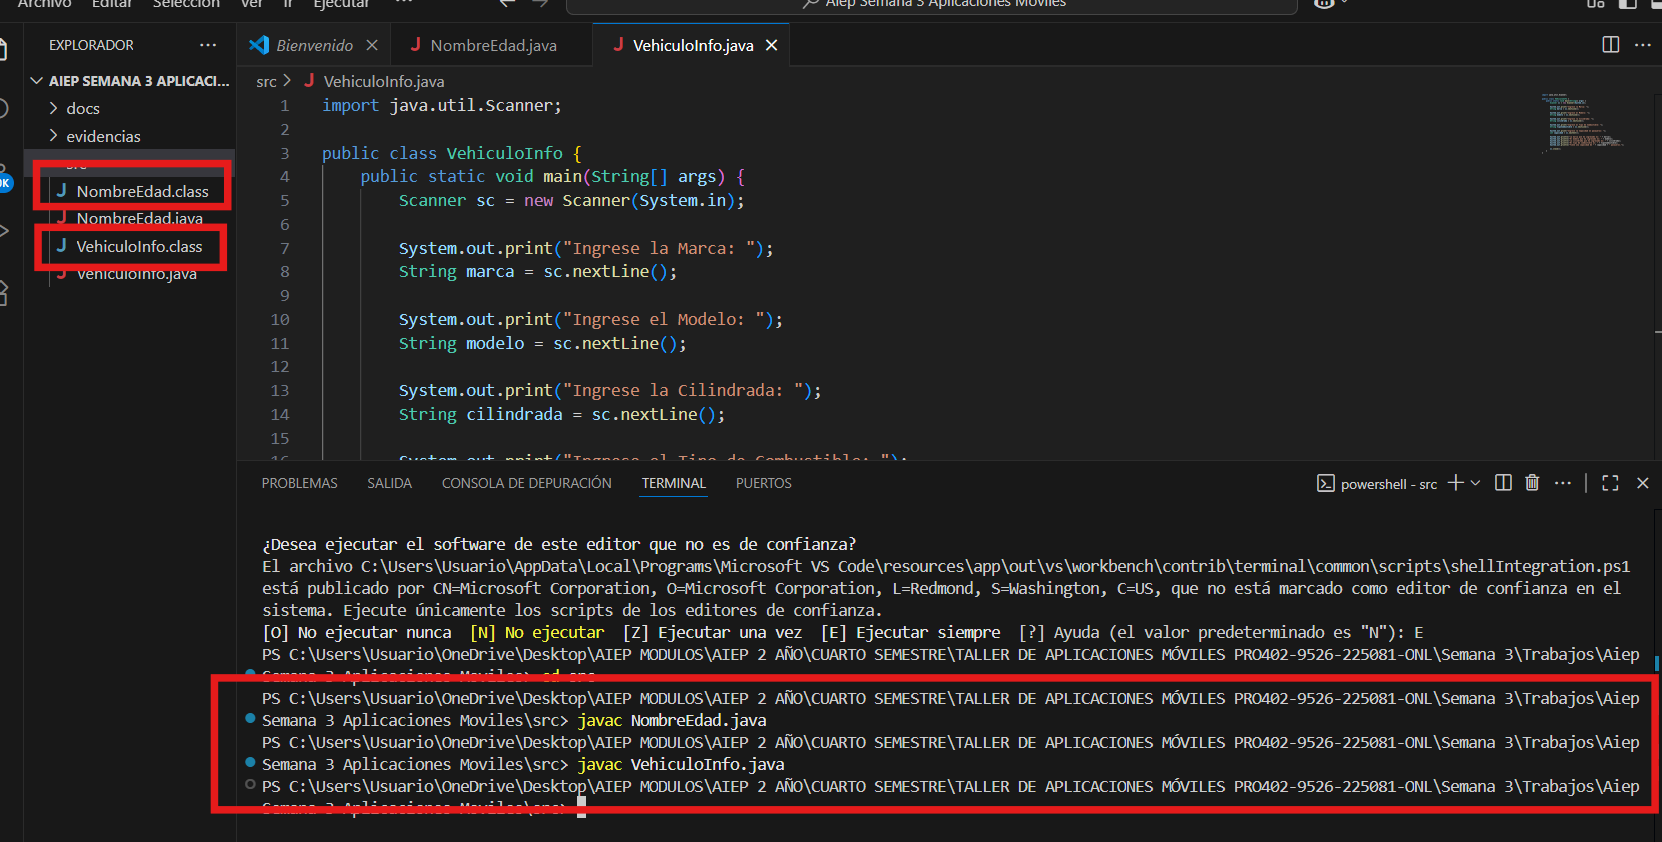 Archivo Editar Selección Ver Ir Ejecutar ···
Aiep Semana 3 Aplicaciones Moviles
EXPLORADOR ···
Bienvenido
NombreEdad.java
VehiculoInfo.java
AIEP SEMANA 3 APLICACI...
docs
evidencias
src
NombreEdad.class
NombreEdad.java
VehiculoInfo.class
VehiculoInfo.java
src > VehiculoInfo.java
1 import java.util.Scanner;
2
3 public class VehiculoInfo {
4 public static void main(String[] args) {
5 Scanner sc = new Scanner(System.in);
6
7 System.out.print("Ingrese la Marca: ");
8 String marca = sc.nextLine();
9
10 System.out.print("Ingrese el Modelo: ");
11 String modelo = sc.nextLine();
12
13 System.out.print("Ingrese la Cilindrada: ");
14 String cilindrada = sc.nextLine();
15
16 System.out.print("Ingrese el Tipo de Combustible: ");
PROBLEMAS SALIDA CONSOLA DE DEPURACIÓN TERMINAL PUERTOS
powershell - src
¿Desea ejecutar el software de este editor que no es de confianza?
El archivo C:\Users\Usuario\AppData\Local\Programs\Microsoft VS Code\resources\app\out\vs\workbench\contrib\terminal\common\scripts\shellIntegration.ps1
está publicado por CN=Microsoft Corporation, O=Microsoft Corporation, L=Redmond, S=Washington, C=US, que no está marcado como editor de confianza en el
sistema. Ejecute únicamente los scripts de los editores de confianza.
[O] No ejecutar nunca [N] No ejecutar [Z] Ejecutar una vez [E] Ejecutar siempre [?] Ayuda (el valor predeterminado es "N"): E
PS C:\Users\Usuario\OneDrive\Desktop\AIEP MODULOS\AIEP 2 AÑO\CUARTO SEMESTRE\TALLER DE APLICACIONES MÓVILES PRO402-9526-225081-ONL\Semana 3\Trabajos\Aiep
Semana 3 Aplicaciones Moviles> cd src
PS C:\Users\Usuario\OneDrive\Desktop\AIEP MODULOS\AIEP 2 AÑO\CUARTO SEMESTRE\TALLER DE APLICACIONES MÓVILES PRO402-9526-225081-ONL\Semana 3\Trabajos\Aiep
Semana 3 Aplicaciones Moviles\src> javac NombreEdad.java
PS C:\Users\Usuario\OneDrive\Desktop\AIEP MODULOS\AIEP 2 AÑO\CUARTO SEMESTRE\TALLER DE APLICACIONES MÓVILES PRO402-9526-225081-ONL\Semana 3\Trabajos\Aiep
Semana 3 Aplicaciones Moviles\src> javac VehiculoInfo.java
PS C:\Users\Usuario\OneDrive\Desktop\AIEP MODULOS\AIEP 2 AÑO\CUARTO SEMESTRE\TALLER DE APLICACIONES MÓVILES PRO402-9526-225081-ONL\Semana 3\Trabajos\Aiep
Semana 3 Aplicaciones Moviles\src>